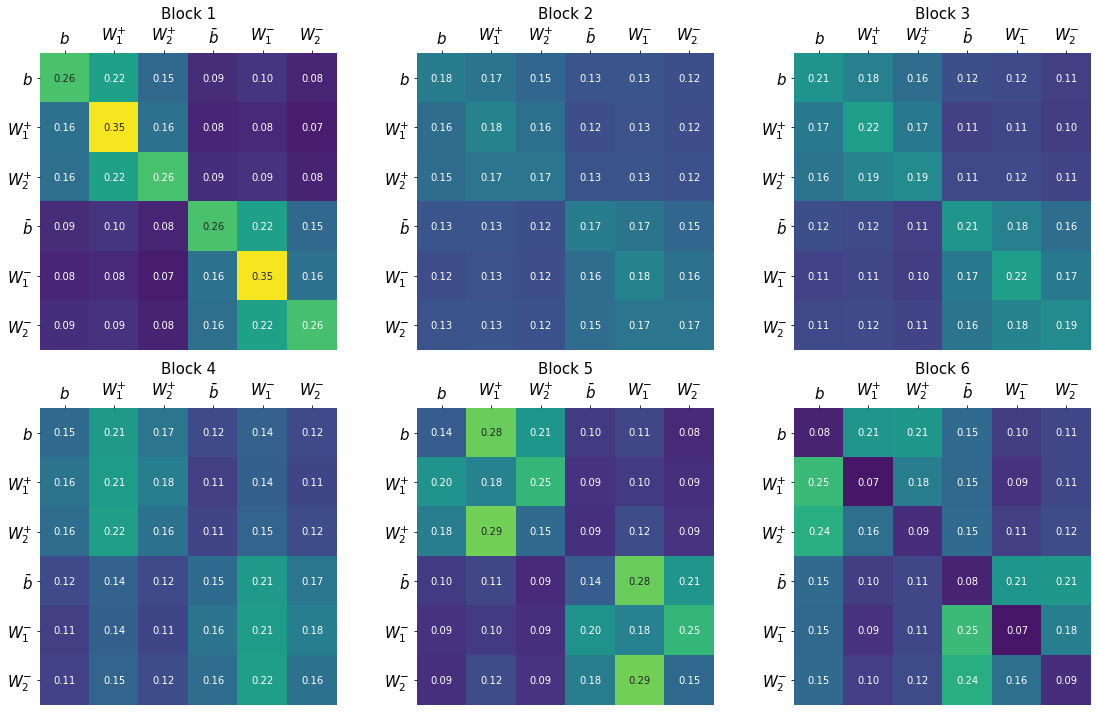 Block 1
b W₁⁺ W₂⁺ b̄ W₁⁻ W₂⁻
b 0.26 0.22 0.15 0.09 0.10 0.08
W₁⁺ 0.16 0.35 0.16 0.08 0.08 0.07
W₂⁺ 0.16 0.22 0.26 0.09 0.09 0.08
b̄ 0.09 0.10 0.08 0.26 0.22 0.15
W₁⁻ 0.08 0.08 0.07 0.16 0.35 0.16
W₂⁻ 0.09 0.09 0.08 0.16 0.22 0.26
Block 2
b W₁⁺ W₂⁺ b̄ W₁⁻ W₂⁻
b 0.18 0.17 0.15 0.13 0.13 0.12
W₁⁺ 0.16 0.18 0.16 0.12 0.13 0.12
W₂⁺ 0.15 0.17 0.17 0.13 0.13 0.12
b̄ 0.13 0.13 0.12 0.17 0.17 0.15
W₁⁻ 0.12 0.13 0.12 0.16 0.18 0.16
W₂⁻ 0.13 0.13 0.12 0.15 0.17 0.17
Block 3
b W₁⁺ W₂⁺ b̄ W₁⁻ W₂⁻
b 0.21 0.18 0.16 0.12 0.12 0.11
W₁⁺ 0.17 0.22 0.17 0.11 0.11 0.10
W₂⁺ 0.16 0.19 0.19 0.11 0.12 0.11
b̄ 0.12 0.12 0.11 0.21 0.18 0.16
W₁⁻ 0.11 0.11 0.10 0.17 0.22 0.17
W₂⁻ 0.11 0.12 0.11 0.16 0.18 0.19
Block 4
b W₁⁺ W₂⁺ b̄ W₁⁻ W₂⁻
b 0.15 0.21 0.17 0.12 0.14 0.12
W₁⁺ 0.16 0.21 0.18 0.11 0.14 0.11
W₂⁺ 0.16 0.22 0.16 0.11 0.15 0.12
b̄ 0.12 0.14 0.12 0.15 0.21 0.17
W₁⁻ 0.11 0.14 0.11 0.16 0.21 0.18
W₂⁻ 0.11 0.15 0.12 0.16 0.22 0.16
Block 5
b W₁⁺ W₂⁺ b̄ W₁⁻ W₂⁻
b 0.14 0.28 0.21 0.10 0.11 0.08
W₁⁺ 0.20 0.18 0.25 0.09 0.10 0.09
W₂⁺ 0.18 0.29 0.15 0.09 0.12 0.09
b̄ 0.10 0.11 0.09 0.14 0.28 0.21
W₁⁻ 0.09 0.10 0.09 0.20 0.18 0.25
W₂⁻ 0.09 0.12 0.09 0.18 0.29 0.15
Block 6
b W₁⁺ W₂⁺ b̄ W₁⁻ W₂⁻
b 0.08 0.21 0.21 0.15 0.10 0.11
W₁⁺ 0.25 0.07 0.18 0.15 0.09 0.11
W₂⁺ 0.24 0.16 0.09 0.15 0.11 0.12
b̄ 0.15 0.10 0.11 0.08 0.21 0.21
W₁⁻ 0.15 0.09 0.11 0.25 0.07 0.18
W₂⁻ 0.15 0.10 0.12 0.24 0.16 0.09